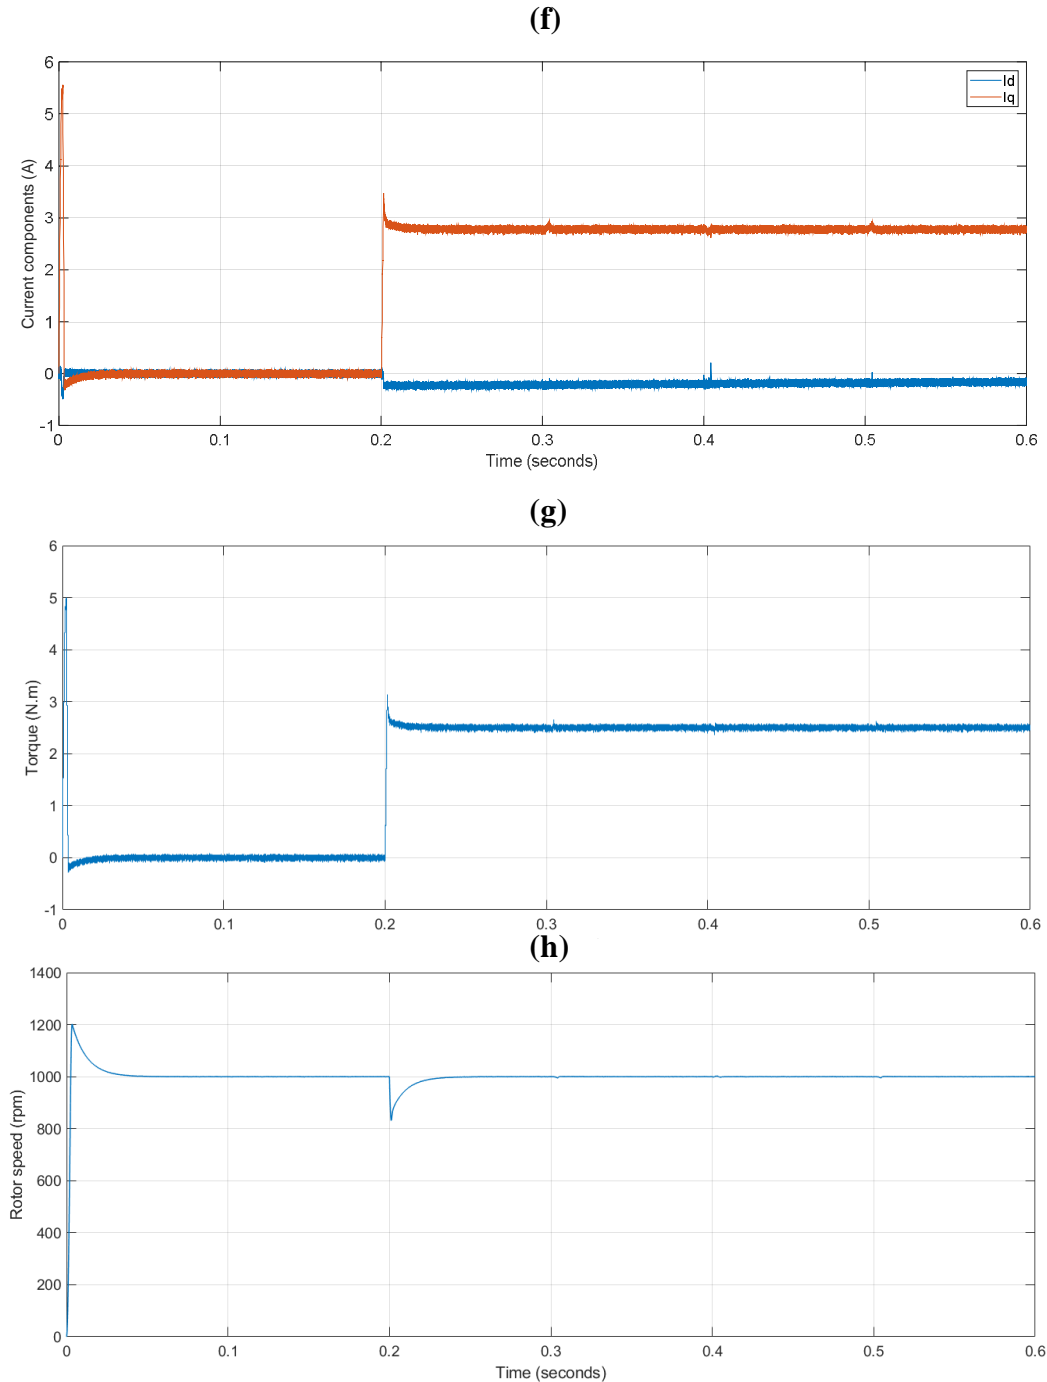 (f)
6
5
4
3
2
1
0
-1
Current components (A)
Id
Iq
0 0.1 0.2 0.3 0.4 0.5 0.6
Time (seconds)
(g)
6
5
4
3
2
1
0
-1
Torque (N.m)
0 0.1 0.2 0.3 0.4 0.5 0.6
(h)
1400
1200
1000
800
600
400
200
0
Rotor speed (rpm)
0 0.1 0.2 0.3 0.4 0.5 0.6
Time (seconds)